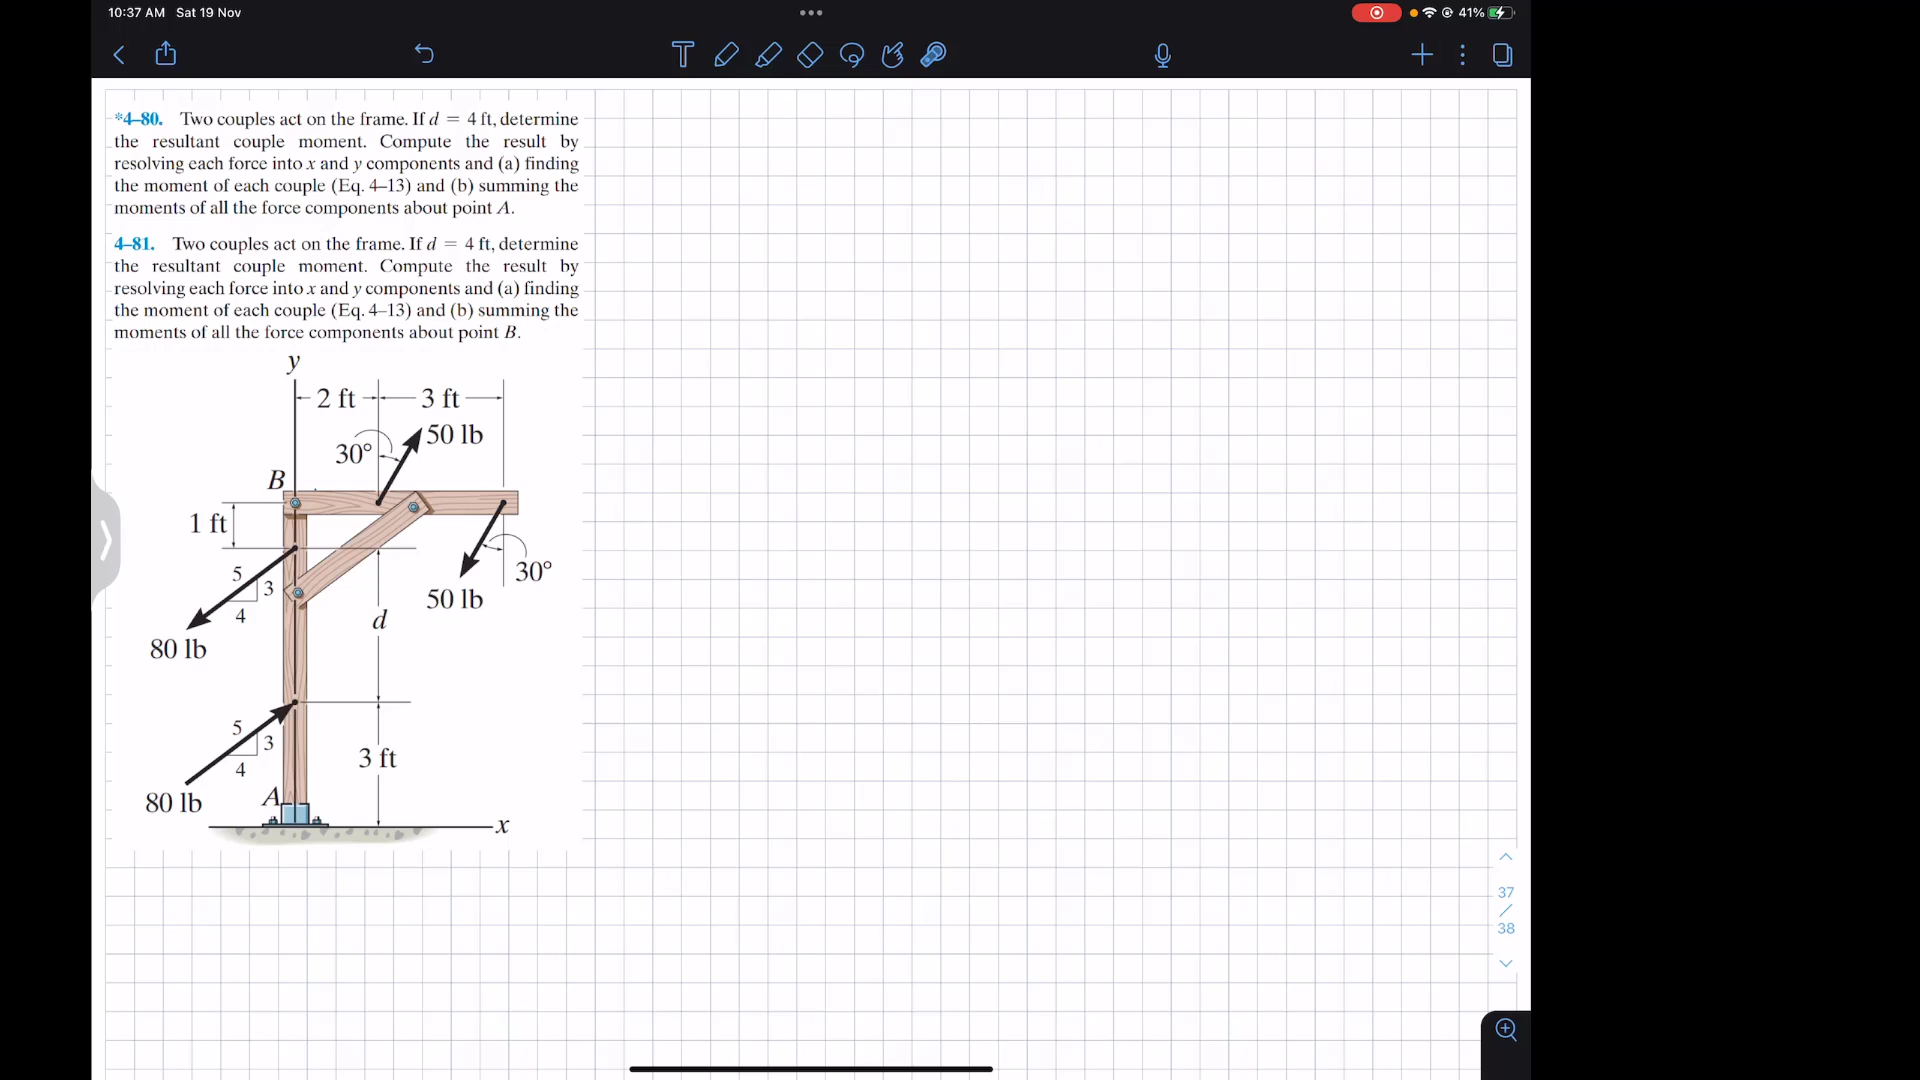 10:37 AM Sat 19 Nov
41%
*4–80. Two couples act on the frame. If d = 4 ft, determine
the resultant couple moment. Compute the result by
resolving each force into x and y components and (a) finding
the moment of each couple (Eq. 4–13) and (b) summing the
moments of all the force components about point A.
4–81. Two couples act on the frame. If d = 4 ft, determine
the resultant couple moment. Compute the result by
resolving each force into x and y components and (a) finding
the moment of each couple (Eq. 4–13) and (b) summing the
moments of all the force components about point B.
y
2 ft 3 ft
50 lb
30°
B
1 ft
5
3
4
30°
50 lb
d
80 lb
5
3
4
3 ft
80 lb
A
x
37
38